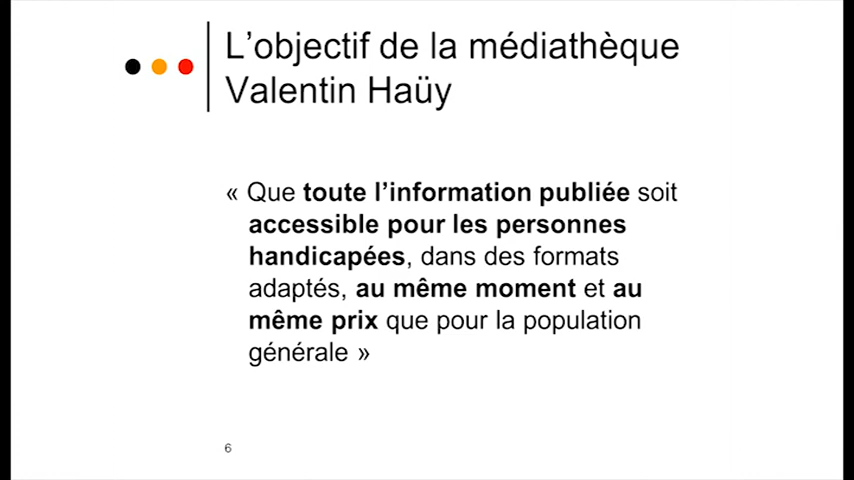 L’objectif de la médiathèque
Valentin Haüy
« Que toute l’information publiée soit
accessible pour les personnes
handicapées, dans des formats
adaptés, au même moment et au
même prix que pour la population
générale »
6